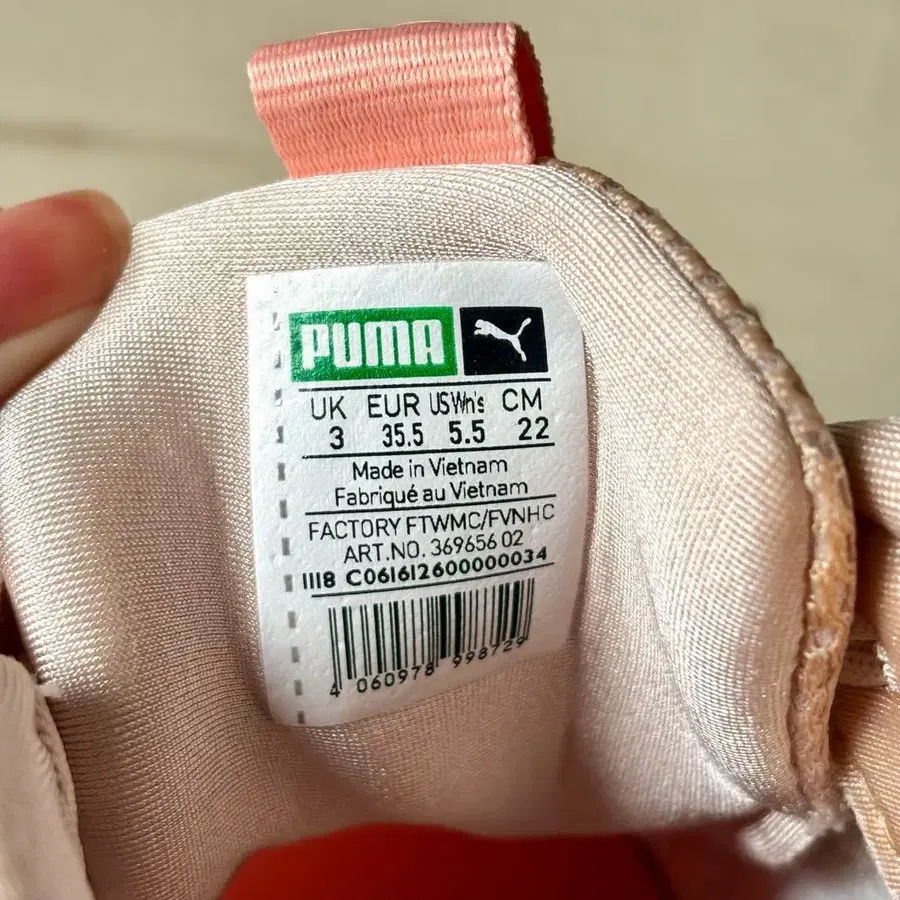 PUMA
UK EUR US Wn's CM
3 35.5 5.5 22
Made in Vietnam
Fabriqué au Vietnam
FACTORY FTWMC/FVNHC
ART.NO. 369656 02
1118 C061612600000034
4 060978 998729